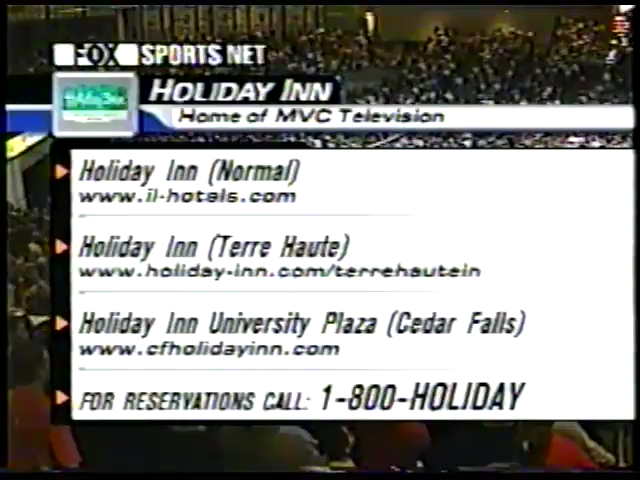 FOX SPORTS NET
HOLIDAY INN
Home of MVC Television
Holiday Inn (Normal)
www.il-hotels.com
Holiday Inn (Terre Haute)
www.holiday-inn.com/terrehautein
Holiday Inn University Plaza (Cedar Falls)
www.cfholidayinn.com
FOR RESERVATIONS CALL: 1-800-HOLIDAY